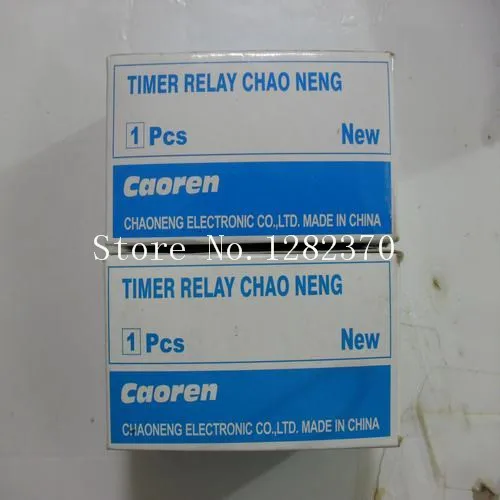 TIMER RELAY CHAO NENG
1 Pcs New
Caoren
CHAONENG ELECTRONIC CO.,LTD. MADE IN CHINA
Store No. 1282370
TIMER RELAY CHAO NENG
1 Pcs New
Caoren
CHAONENG ELECTRONIC CO.,LTD. MADE IN CHINA